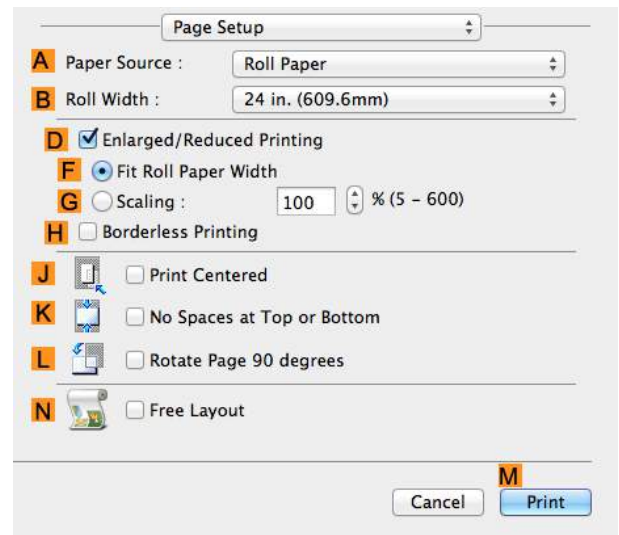 Page Setup
A Paper Source : Roll Paper
B Roll Width : 24 in. (609.6mm)
D Enlarged/Reduced Printing
F Fit Roll Paper Width
G Scaling : 100 % (5 – 600)
H Borderless Printing
J Print Centered
K No Spaces at Top or Bottom
L Rotate Page 90 degrees
N Free Layout
M
Cancel Print